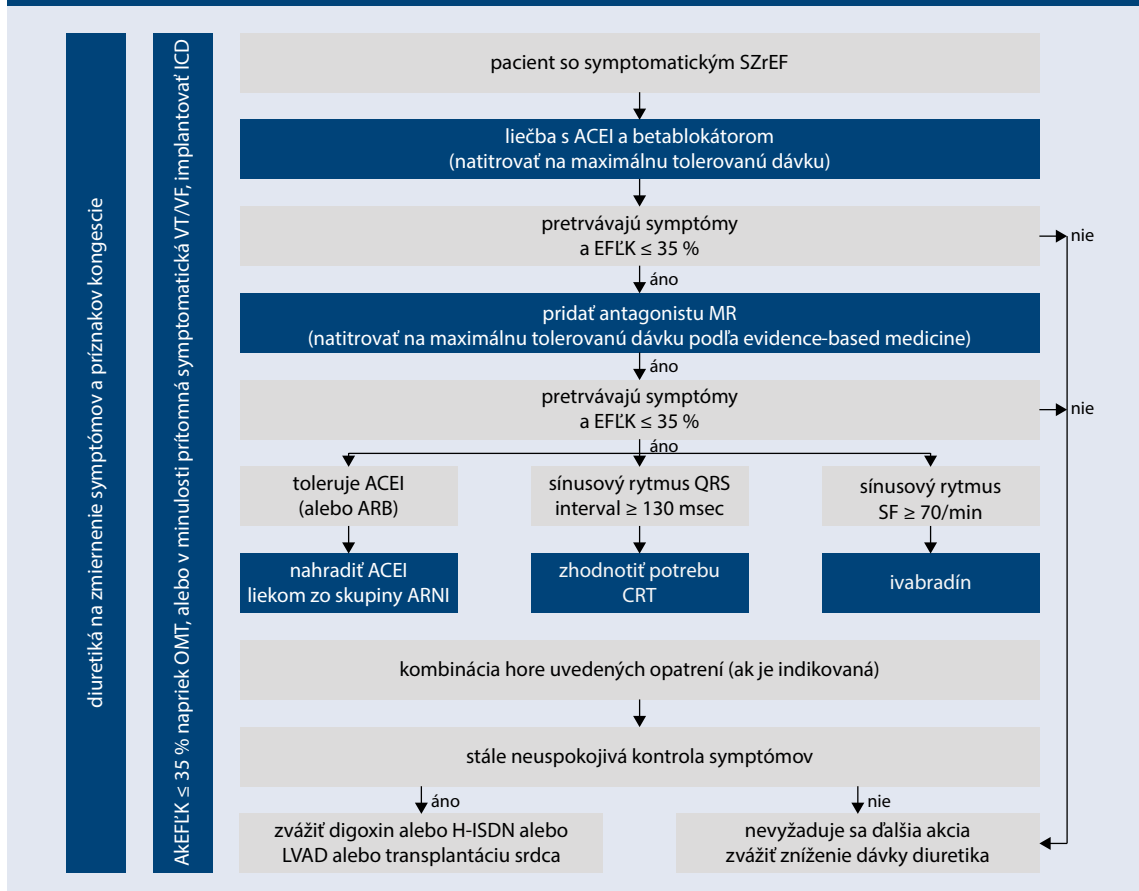 diuretiká na zmiernenie symptómov a príznakov kongescie
AkEFĽK ≤ 35 % napriek OMT, alebo v minulosti prítomná symptomatická VT/VF, implantovať ICD
pacient so symptomatickým SZrEF
liečba s ACEI a betablokátorom
(natitrovať na maximálnu tolerovanú dávku)
pretrvávajú symptómy
a EFĽK ≤ 35 %
nie
áno
pridať antagonistu MR
(natitrovať na maximálnu tolerovanú dávku podľa evidence-based medicine)
áno
pretrvávajú symptómy
a EFĽK ≤ 35 %
nie
áno
toleruje ACEI
(alebo ARB)
sínusový rytmus QRS
interval ≥ 130 msec
sínusový rytmus
SF ≥ 70/min
nahradiť ACEI
liekom zo skupiny ARNI
zhodnotiť potrebu
CRT
ivabradín
kombinácia hore uvedených opatrení (ak je indikovaná)
stále neuspokojivá kontrola symptómov
áno
nie
zvážiť digoxin alebo H-ISDN alebo
LVAD alebo transplantáciu srdca
nevyžaduje sa ďalšia akcia
zvážiť zníženie dávky diuretika